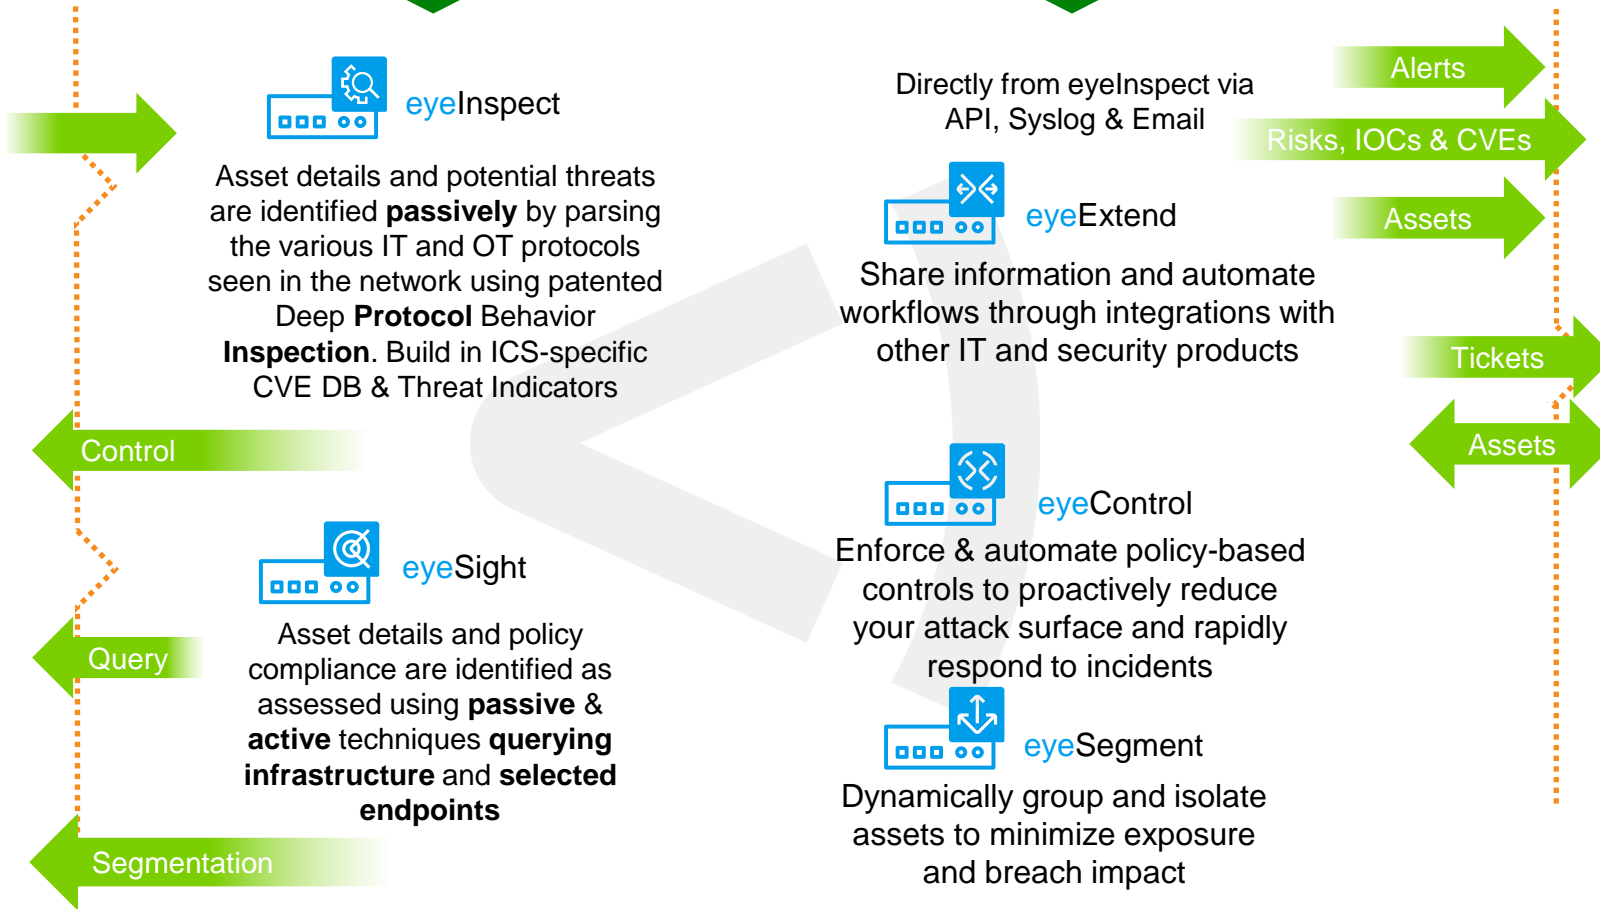 eyeInspect
Asset details and potential threats
are identified passively by parsing
the various IT and OT protocols
seen in the network using patented
Deep Protocol Behavior
Inspection. Build in ICS-specific
CVE DB & Threat Indicators
Control
eyeSight
Query
Asset details and policy
compliance are identified as
assessed using passive &
active techniques querying
infrastructure and selected
endpoints
Segmentation
Directly from eyeInspect via
API, Syslog & Email
Alerts
Risks, IOCs & CVEs
Assets
eyeExtend
Share information and automate
workflows through integrations with
other IT and security products
Tickets
Assets
eyeControl
Enforce & automate policy-based
controls to proactively reduce
your attack surface and rapidly
respond to incidents
eyeSegment
Dynamically group and isolate
assets to minimize exposure
and breach impact